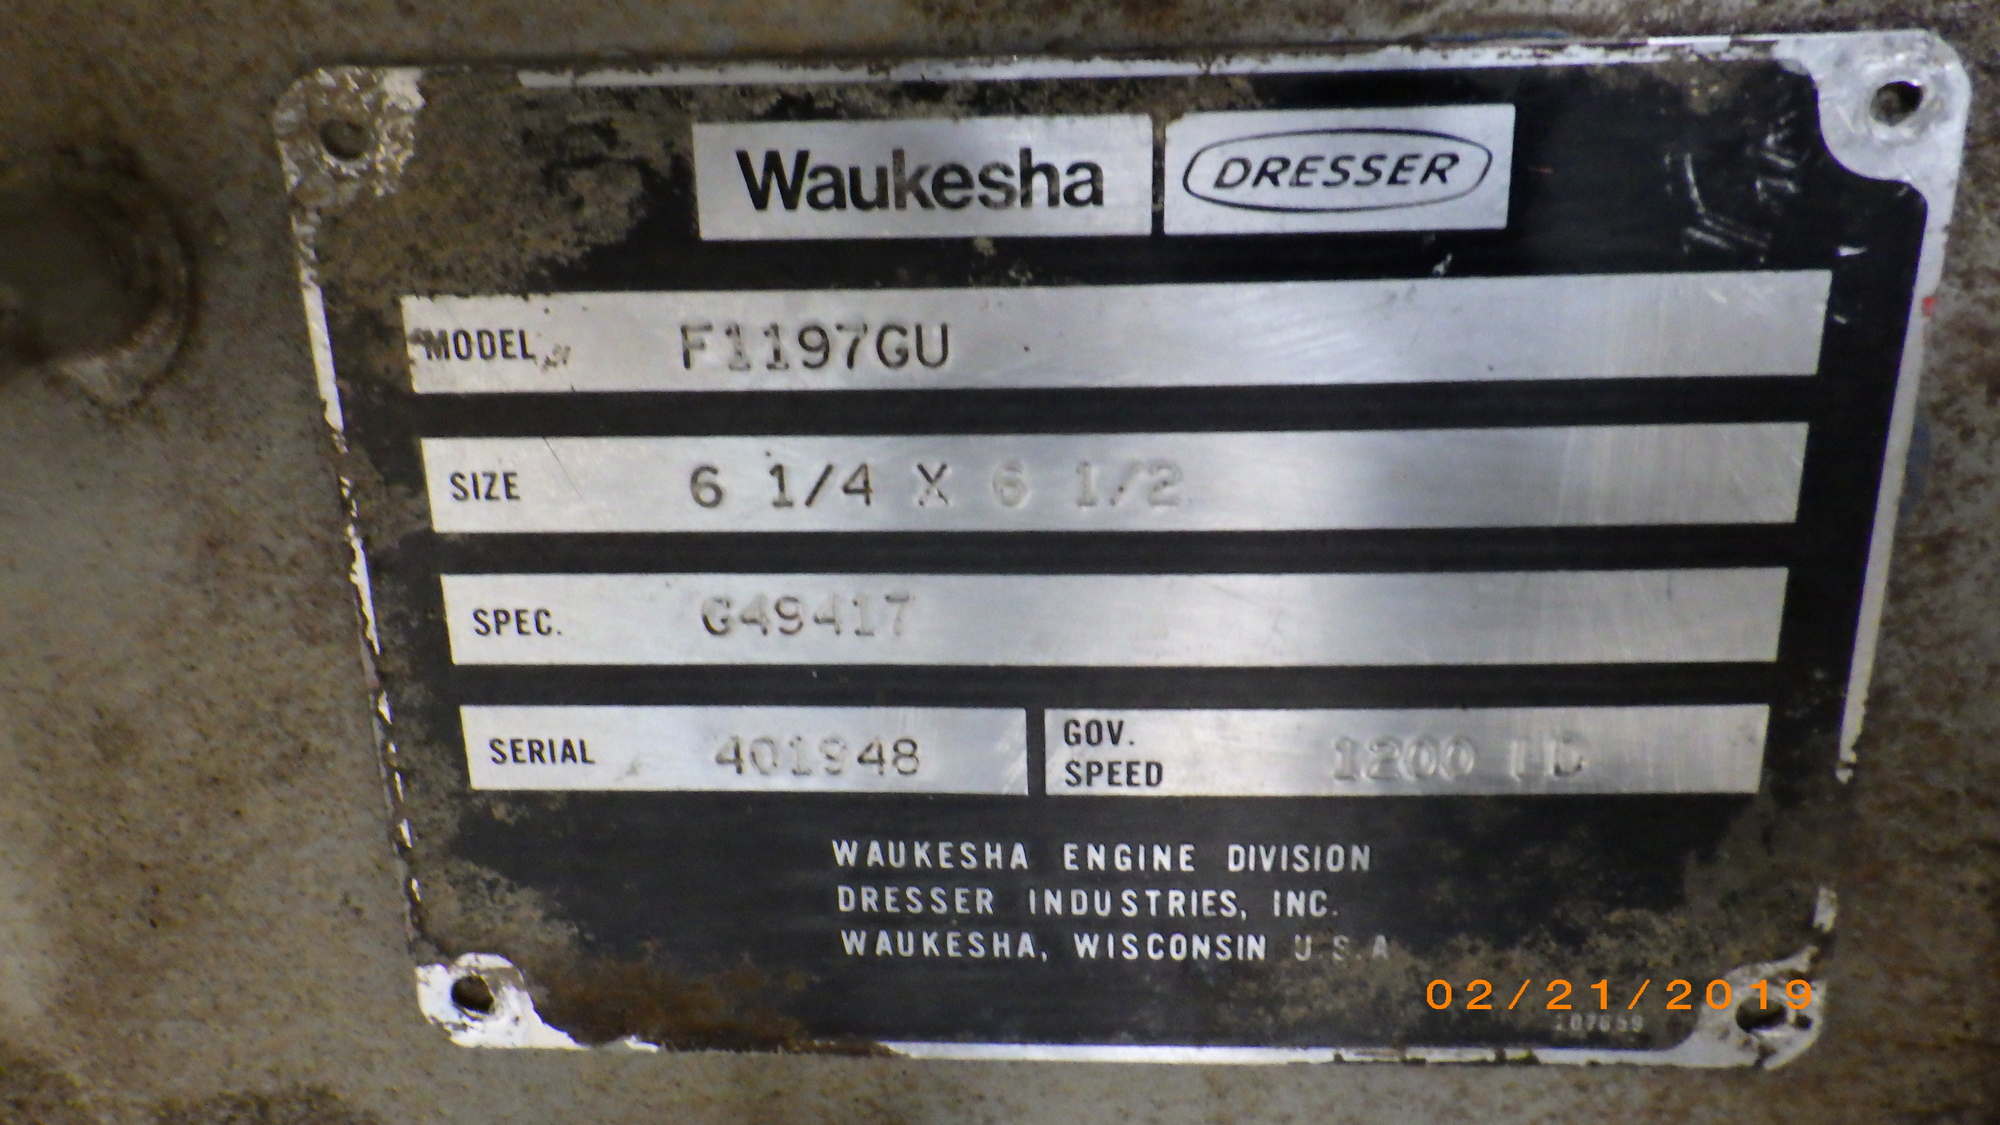 Waukesha DRESSER
MODEL F1197GU
SIZE 6 1/4 X 6 1/2
SPEC. G49417
SERIAL 401948 GOV. SPEED 1200 LD
WAUKESHA ENGINE DIVISION
DRESSER INDUSTRIES, INC.
WAUKESHA, WISCONSIN U.S.A
02/21/2019